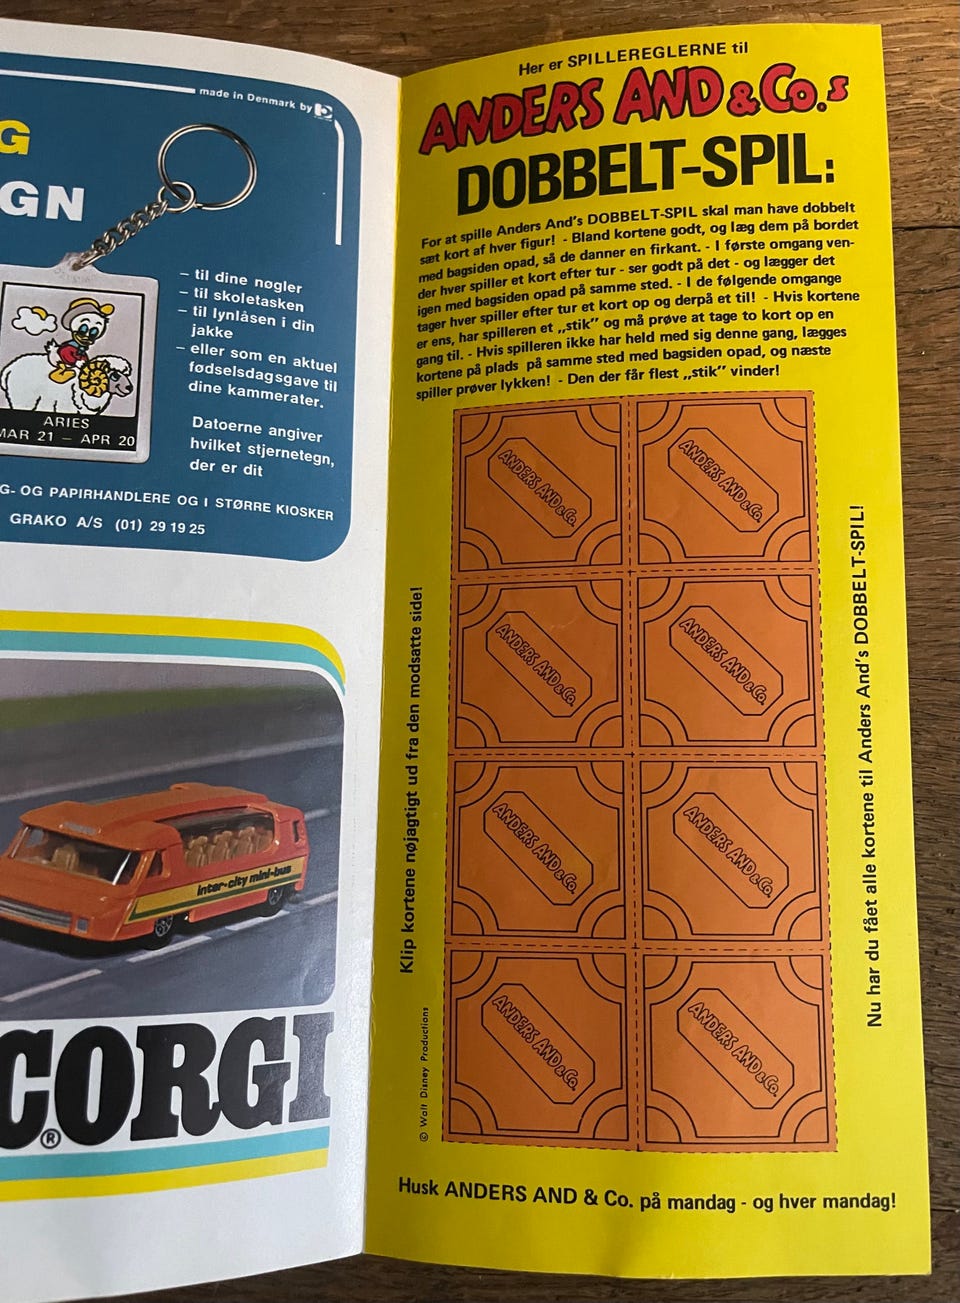 made in Denmark by
G
GN
– til dine nogler
– til skoletasken
– til lynlåsen i din
jakke
– eller som en aktuel
fødselsdagsgave til
dine kammerater.
Datoerne angiver
hvilket stjernetegn,
der er dit
ARIES
MAR 21 – APR 20
G- OG PAPIRHANDLERE OG I STØRRE KIOSKER
GRAKO A/S (01) 29 19 25
inter-city mini-bus
CORGI
®
Her er SPILLEREGLERNE til
ANDERS AND & Co.s
DOBBELT-SPIL:
For at spille Anders And's DOBBELT-SPIL skal man have dobbelt
sæt kort af hver figur! - Bland kortene godt, og læg dem på bordet
med bagsiden opad, så de danner en firkant. - I første omgang ven-
der hver spiller et kort efter tur - ser godt på det - og lægger det
igen med bagsiden opad på samme sted. - I de følgende omgange
tager hver spiller efter tur et kort op og derpå et til! - Hvis kortene
er ens, har spilleren et „stik” og må prøve at tage to kort op en
gang til. - Hvis spilleren ikke har held med sig denne gang, lægges
kortene på plads på samme sted med bagsiden opad, og næste
spiller prøver lykken! - Den der får flest „stik” vinder!
ANDERS AND & Co.
ANDERS AND & Co.
ANDERS AND & Co.
ANDERS AND & Co.
ANDERS AND & Co.
ANDERS AND & Co.
ANDERS AND & Co.
ANDERS AND & Co.
Klip kortene nøjagtigt ud fra den modsatte side!
© Walt Disney Productions
Nu har du fået alle kortene til Anders And's DOBBELT-SPIL!
Husk ANDERS AND & Co. på mandag - og hver mandag!